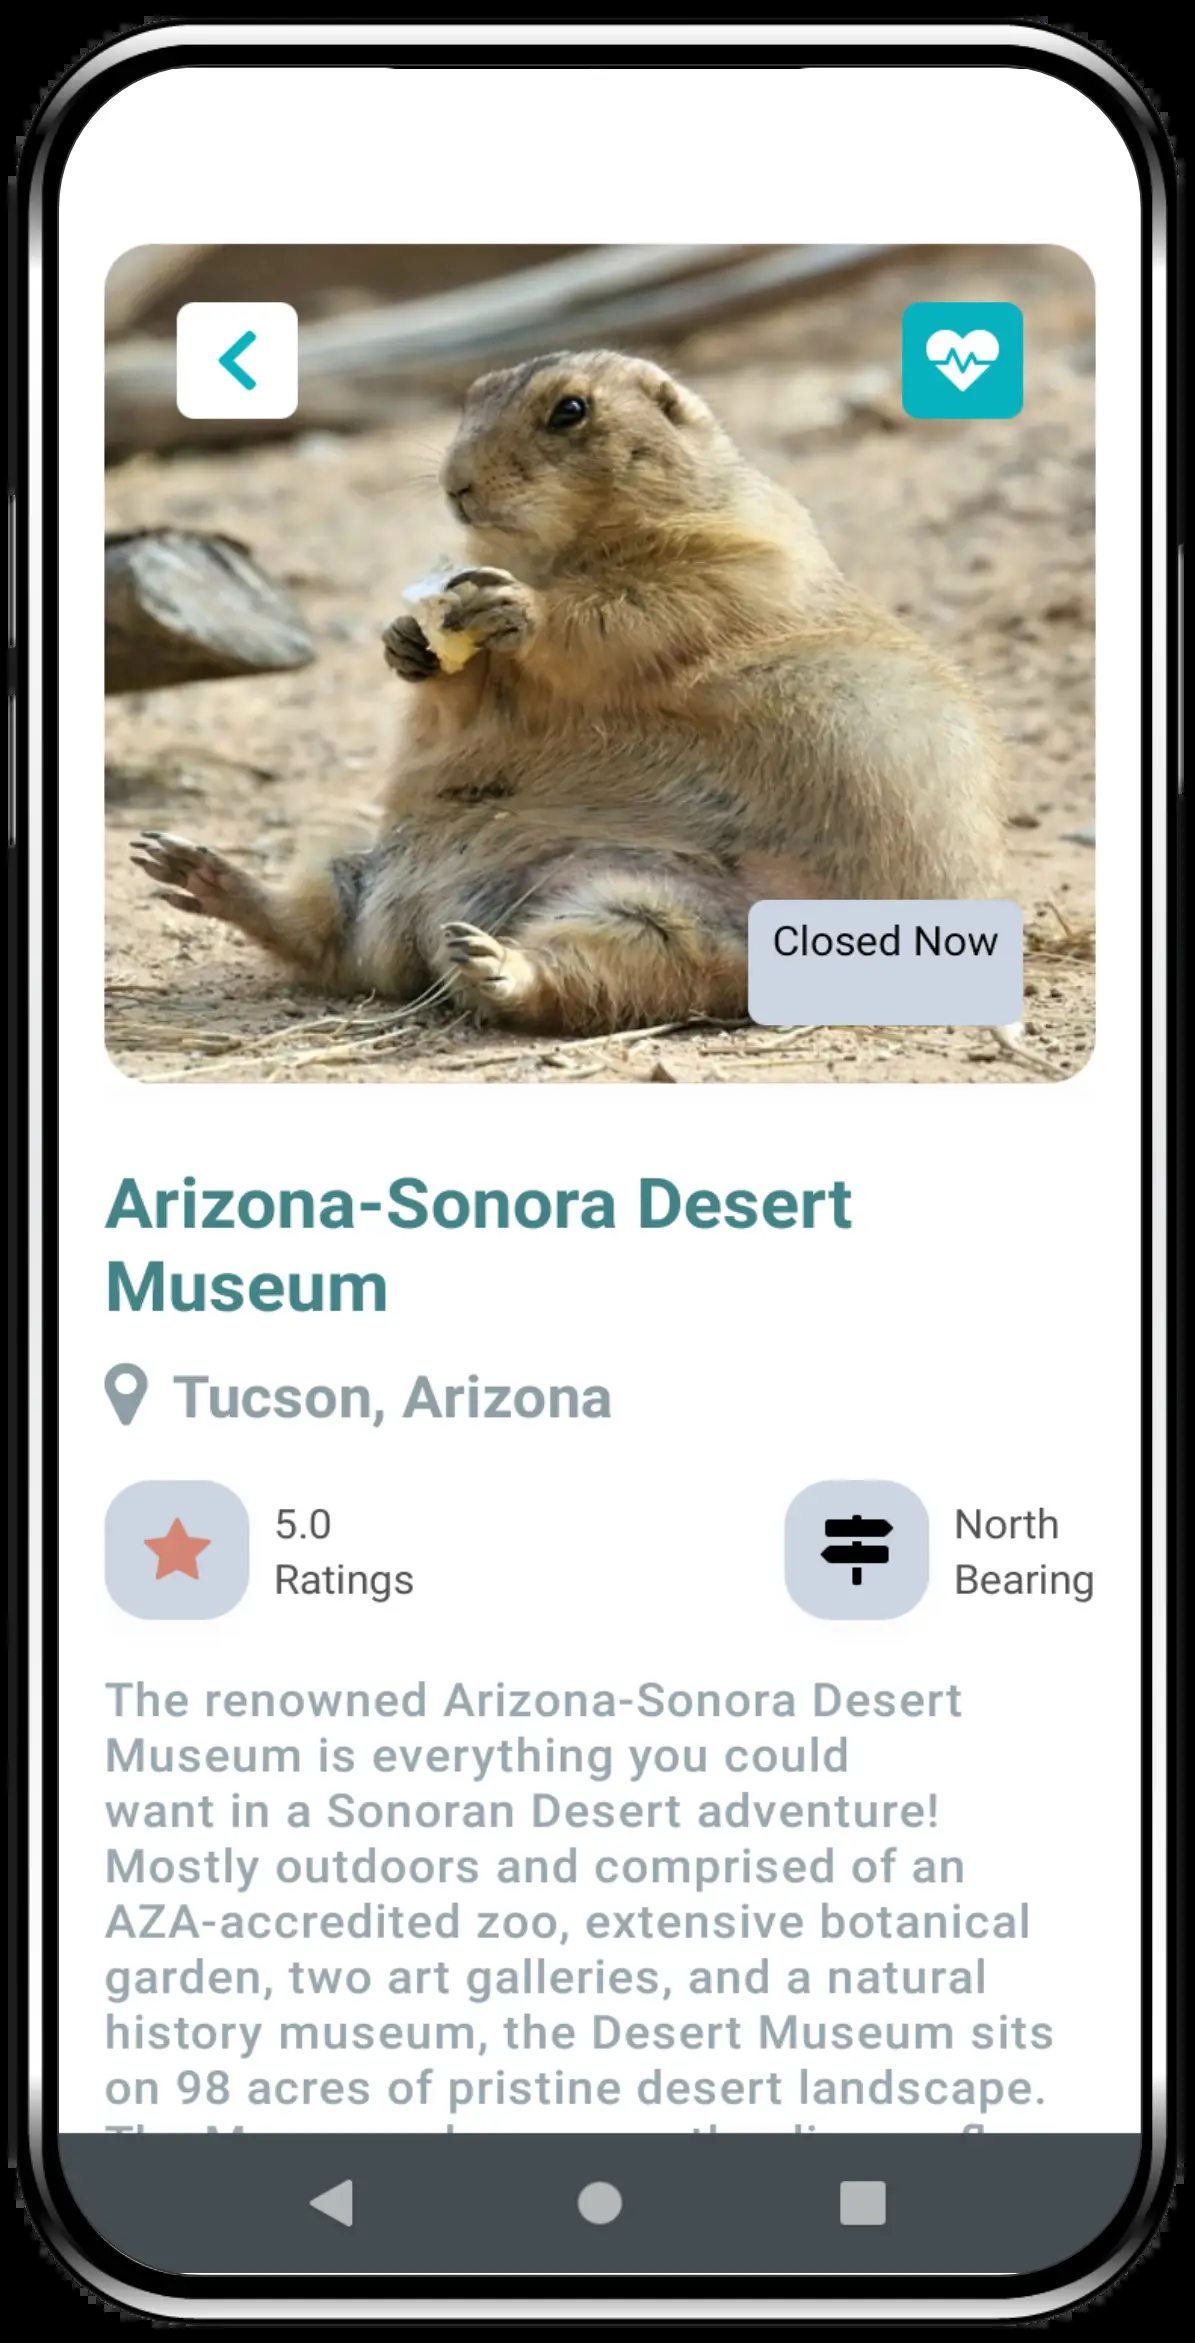 Closed Now
Arizona-Sonora Desert
Museum
Tucson, Arizona
5.0
Ratings
North
Bearing
The renowned Arizona-Sonora Desert
Museum is everything you could
want in a Sonoran Desert adventure!
Mostly outdoors and comprised of an
AZA-accredited zoo, extensive botanical
garden, two art galleries, and a natural
history museum, the Desert Museum sits
on 98 acres of pristine desert landscape.